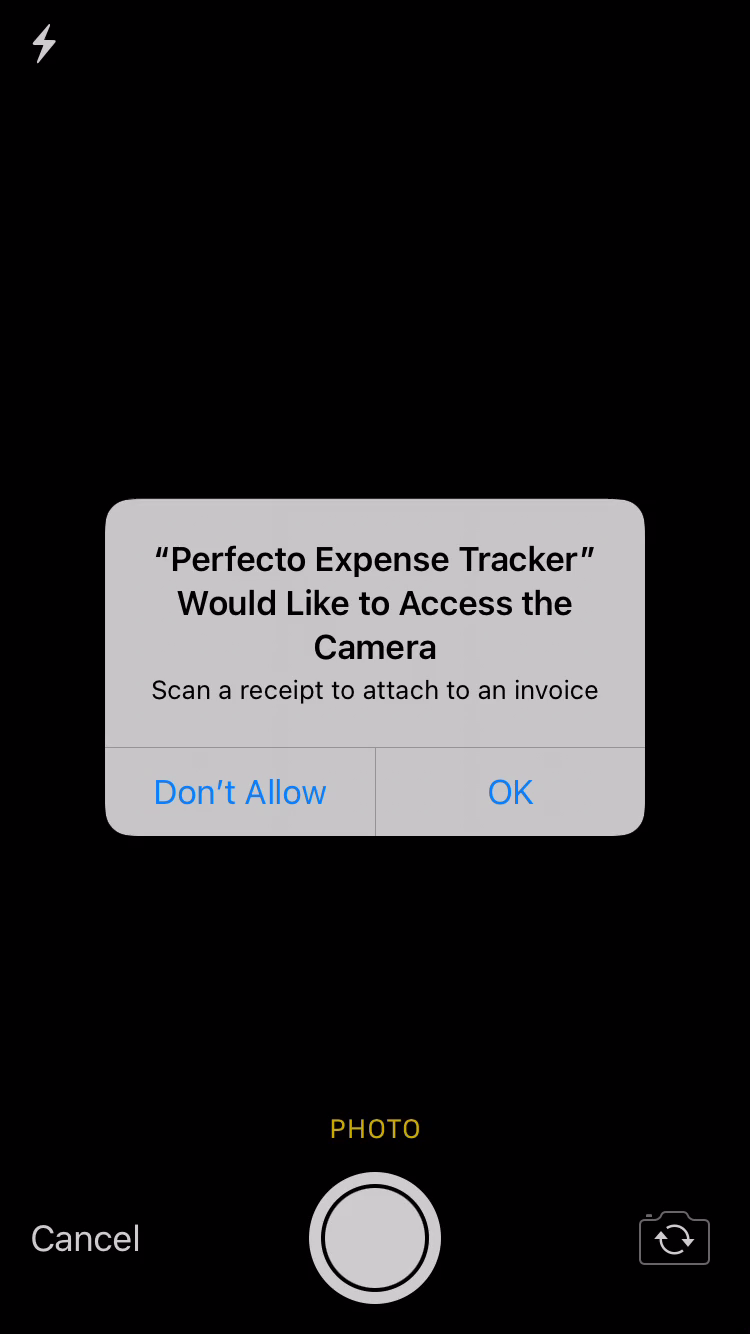 “Perfecto Expense Tracker”
Would Like to Access the
Camera
Scan a receipt to attach to an invoice
Don’t Allow
OK
PHOTO
Cancel